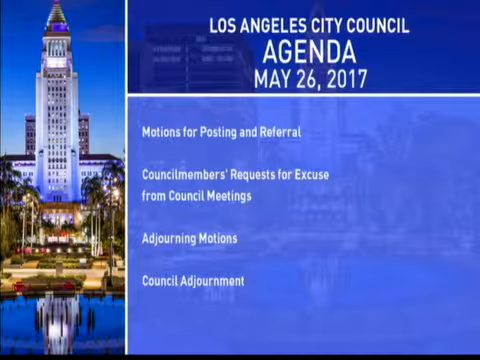 LOS ANGELES CITY COUNCIL
AGENDA
MAY 26, 2017
Motions for Posting and Referral
Councilmembers' Requests for Excuse
from Council Meetings
Adjourning Motions
Council Adjournment